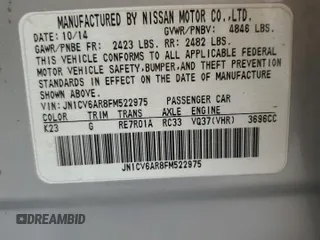 MANUFACTURED BY NISSAN MOTOR CO.,LTD.
DATE: 10/14 GVWR/PNBV: 4846 LBS.
GAWR/PNBE FR: 2423 LBS. RR: 2482 LBS.
THIS VEHICLE CONFORMS TO ALL APPLICABLE
FEDERAL MOTOR VEHICLE
SAFETY, BUMPER, AND THEFT PREVENTION
STANDARDS IN EFFECT ON THE DATE OF MANUFACTURE
SHOWN ABOVE.
JN1CV6AR8FM522975 PASSENGER CAR
COLOR TRIM TRANS AXLE ENGINE
K23 G RE7R01A RC33 VQ37(VHR) 3696CC
JN1CV6AR8FM522975
DREAMBID